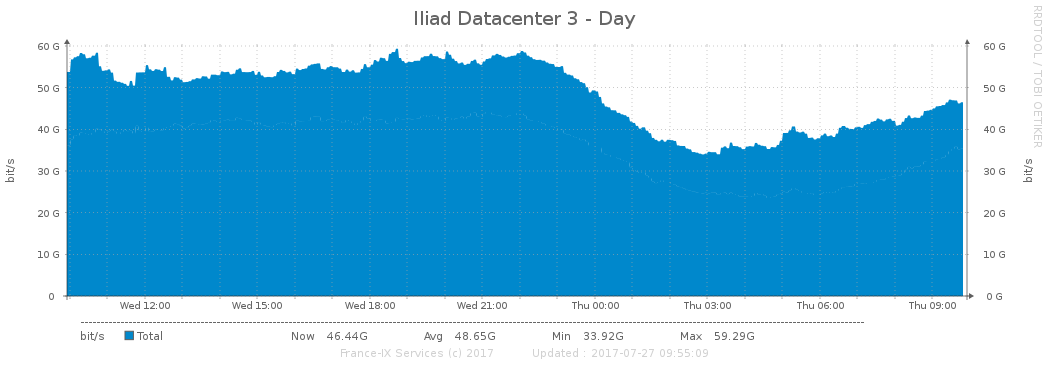 Iliad Datacenter 3 - Day
RRDTOOL / TOBI OETIKER
60 G 60 G
50 G 50 G
40 G 40 G
30 G 30 G
20 G 20 G
10 G 10 G
0 0 G
bit/s
bit/s
Wed 12:00 Wed 15:00 Wed 18:00 Wed 21:00 Thu 00:00 Thu 03:00 Thu 06:00 Thu 09:00
bit/s Total Now 46.44G Avg 48.65G Min 33.92G Max 59.29G
France-IX Services (c) 2017 Updated : 2017-07-27 09:55:09